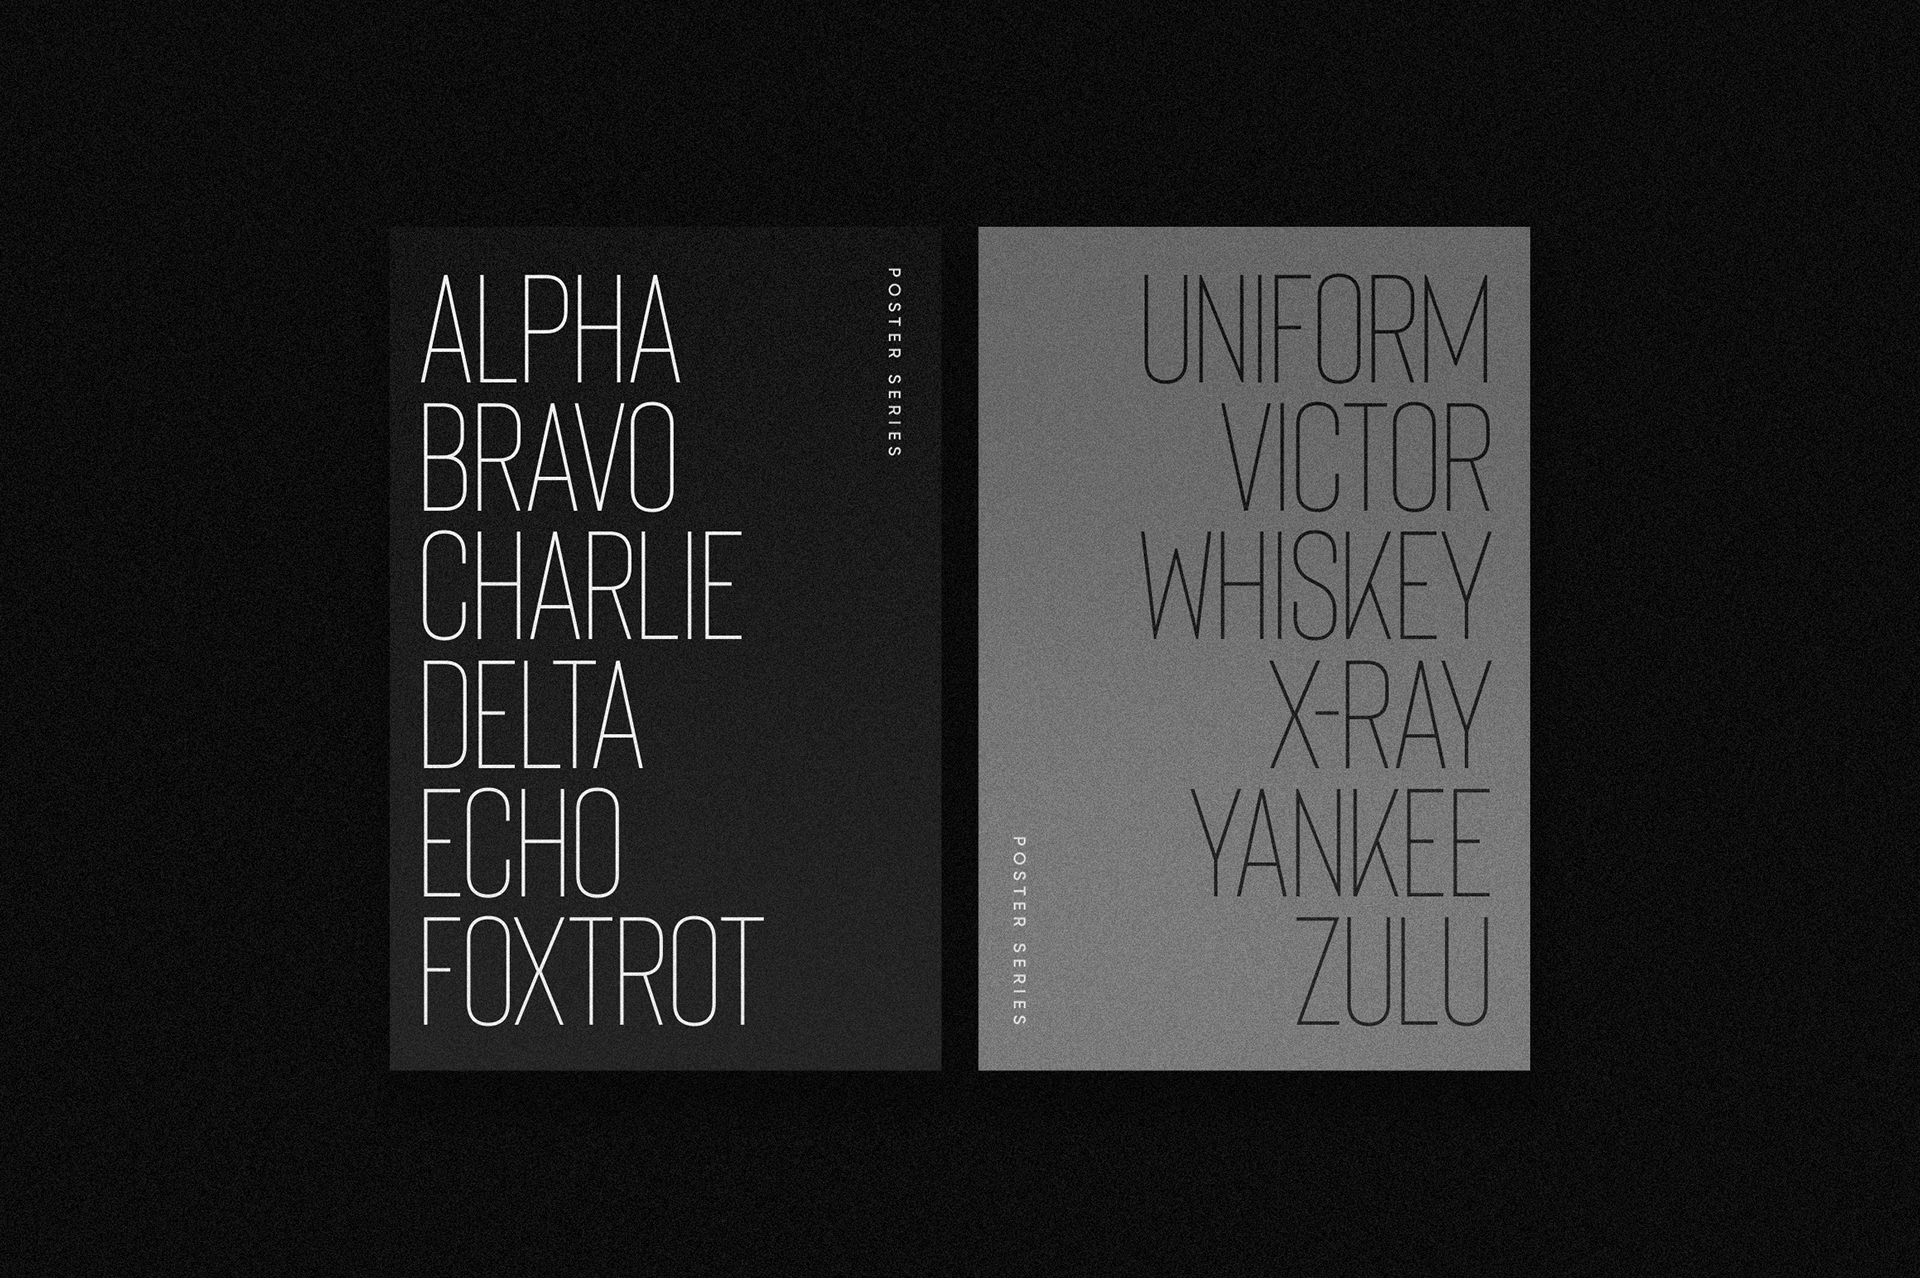 ALPHA
BRAVO
CHARLIE
DELTA
ECHO
FOXTROT
POSTER SERIES
UNIFORM
VICTOR
WHISKEY
X-RAY
YANKEE
ZULU
POSTER SERIES